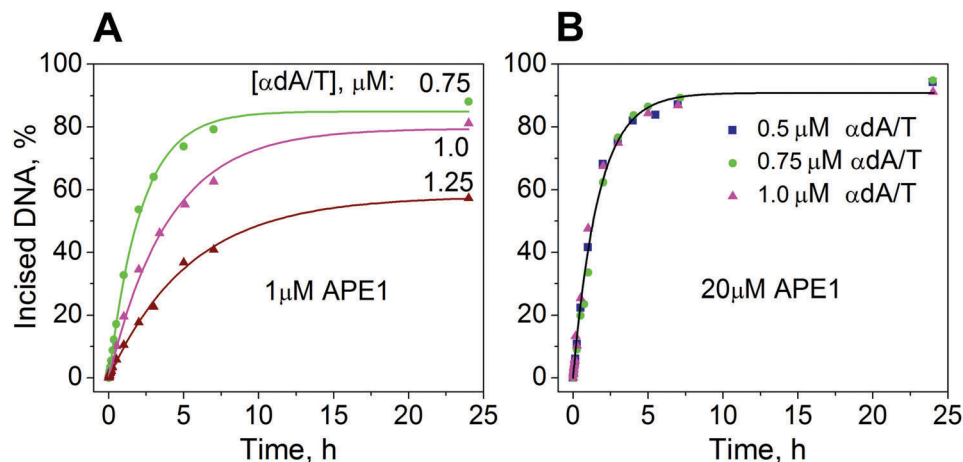 A
B
Incised DNA, %
100
80
60
40
20
0
[αdA/T], μM: 0.75
1.0
1.25
1μM APE1
0 5 10 15 20 25
Time, h
100
80
60
40
20
0
0.5 μM αdA/T
0.75 μM αdA/T
1.0 μM αdA/T
20μM APE1
0 5 10 15 20 25
Time, h